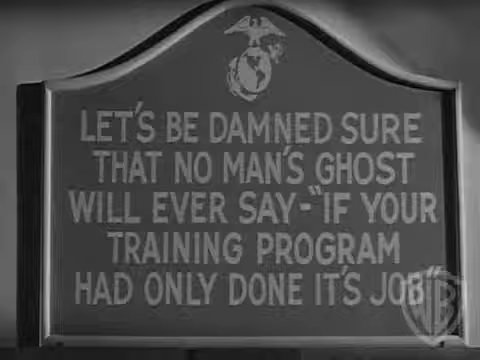 LET'S BE DAMNED SURE
THAT NO MAN'S GHOST
WILL EVER SAY-"IF YOUR
TRAINING PROGRAM
HAD ONLY DONE IT'S JOB"
WB